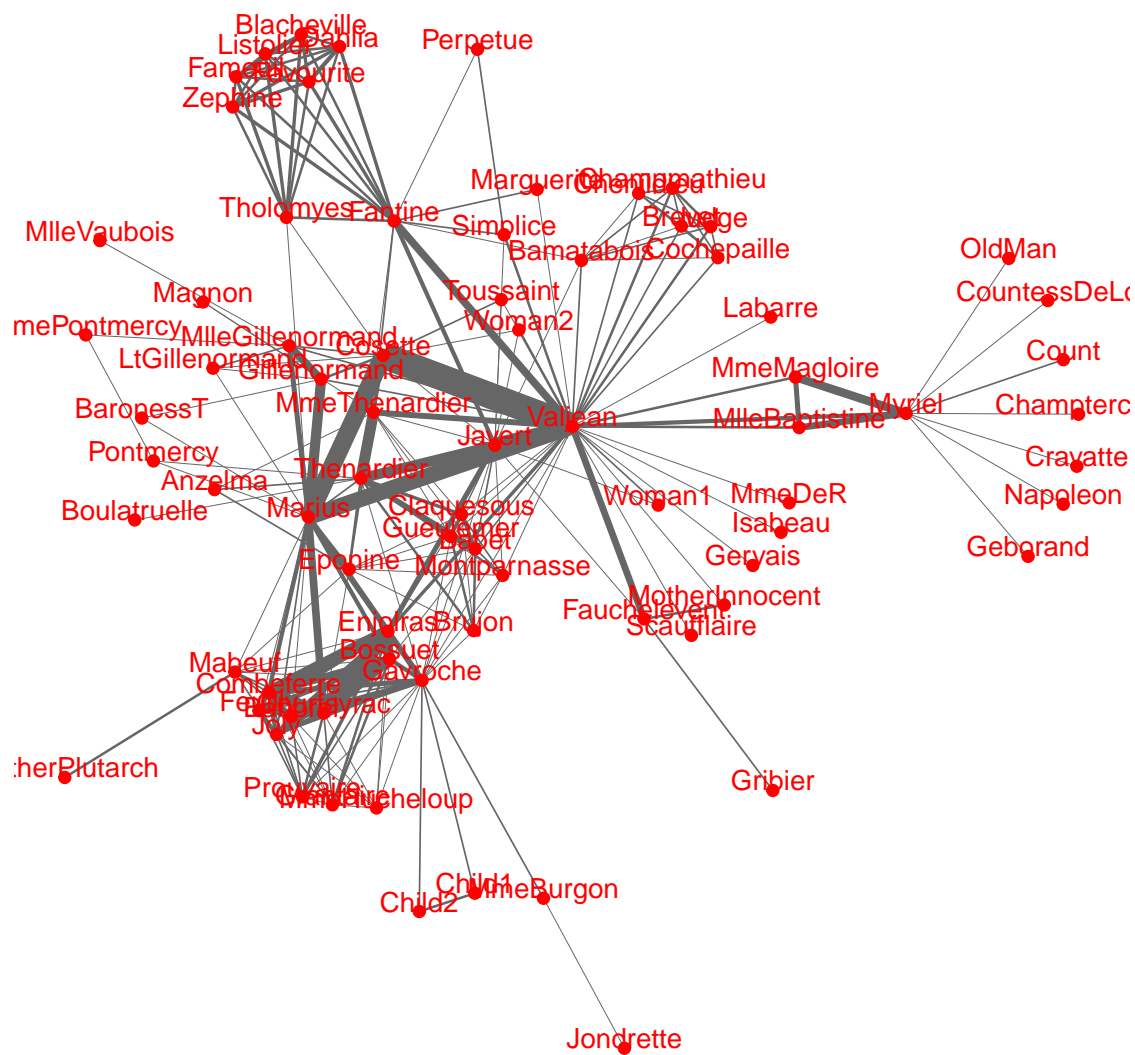 Blacheville
Listolier
Dahlia
Perpetue
Fameuil
Favourite
Zephine
Marguerite
Chenildieu
Champmathieu
Tholomyes
Fantine
Simplice
Brevet
Judge
MlleVaubois
Bamatabois
Cochepaille
OldMan
Magnon
Toussaint
Labarre
CountessDeLo
mePontmercy
MlleGillenormand
Cosette
Woman2
LtGillenormand
Gillenormand
MmeMagloire
Count
BaronessT
MmeThenardier
Valjean
MlleBaptistine
Myriel
Champterc
Pontmercy
Javert
Cravatte
Anzelma
Thenardier
Boulatruelle
Marius
Claquesous
Woman1
MmeDeR
Napoleon
Gueulemer
Babet
Isabeau
Eponine
Montparnasse
Gervais
Geborand
Fauchelevent
MotherInnocent
Enjolras
Brujon
Scaufflaire
Bossuet
Mabeuf
Gavroche
Combeferre
Feuilly
Joly
therPlutarch
Prouvaire
MmeHucheloup
Gribier
Child1
MmeBurgon
Child2
Jondrette